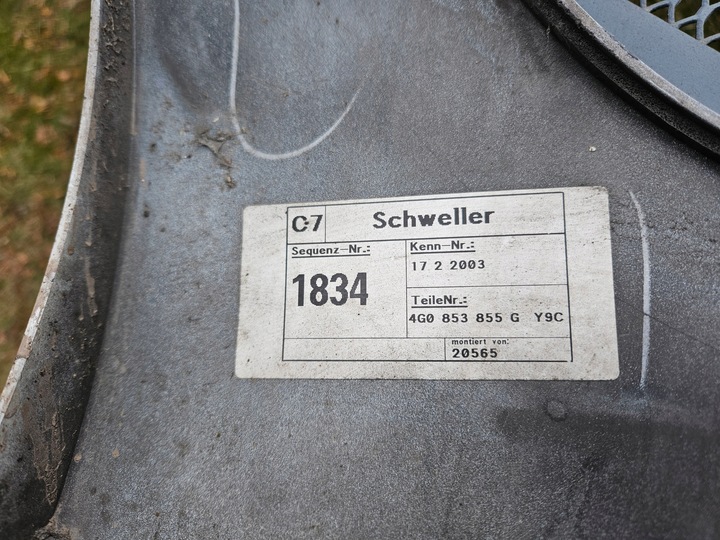 C7 Schweller
Sequenz-Nr.: Kenn-Nr.:
1834 17 2 2003
TeileNr.:
4G0 853 855 G Y9C
montiert von:
20565